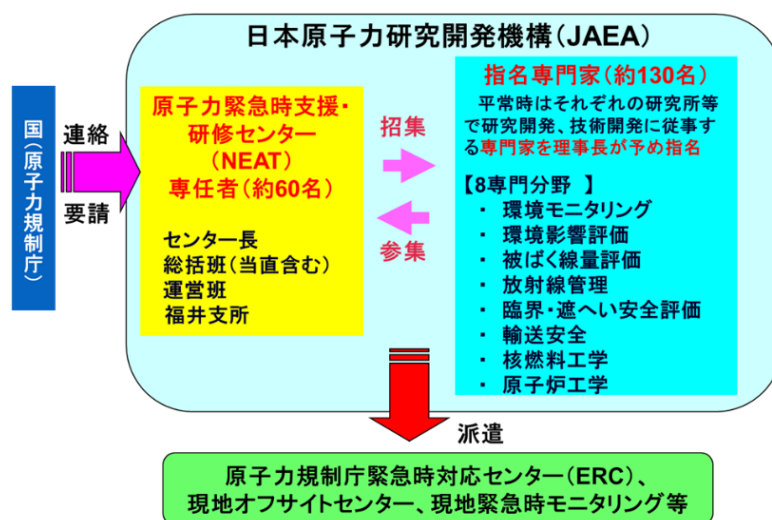 日本原子力研究開発機構(JAEA)
国(原子力規制庁)
連絡
要請
原子力緊急時支援・
研修センター
(NEAT)
専任者(約60名)
センター長
総括班(当直含む)
運営班
福井支所
招集
参集
指名専門家(約130名)
平常時はそれぞれの研究所等
で研究開発、技術開発に従事す
る専門家を理事長が予め指名
【8専門分野 】
・ 環境モニタリング
・ 環境影響評価
・ 被ばく線量評価
・ 放射線管理
・ 臨界・遮へい安全評価
・ 輸送安全
・ 核燃料工学
・ 原子炉工学
派遣
原子力規制庁緊急時対応センター(ERC)、
現地オフサイトセンター、現地緊急時モニタリング等